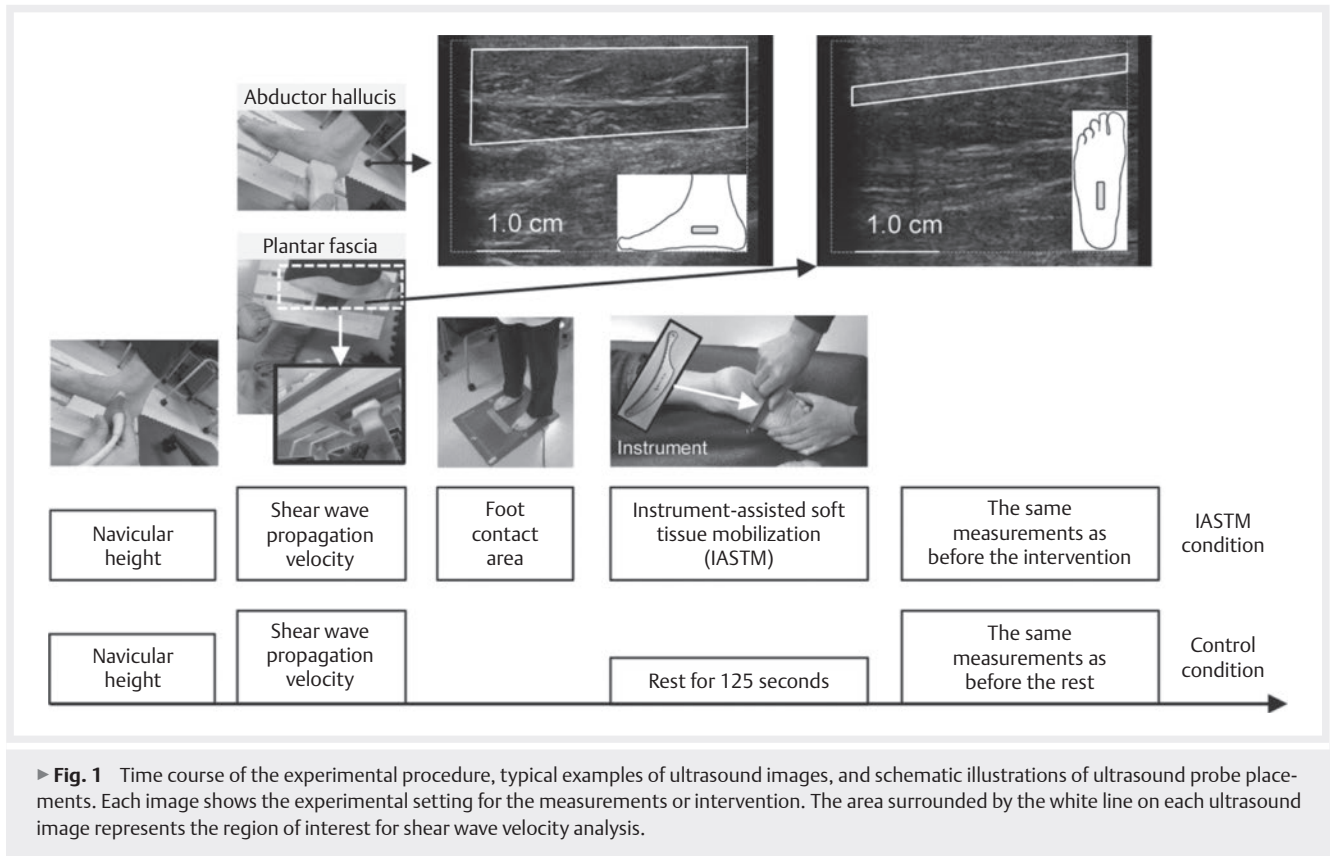 Abductor hallucis
1.0 cm
1.0 cm
Plantar fascia
Instrument
Navicular
height
Shear wave
propagation
velocity
Foot
contact
area
Instrument-assisted soft
tissue mobilization
(IASTM)
The same
measurements as
before the intervention
IASTM
condition
Navicular
height
Shear wave
propagation
velocity
Rest for 125 seconds
The same
measurements as
before the rest
Control
condition
▶ Fig. 1 Time course of the experimental procedure, typical examples of ultrasound images, and schematic illustrations of ultrasound probe place-
ments. Each image shows the experimental setting for the measurements or intervention. The area surrounded by the white line on each ultrasound
image represents the region of interest for shear wave velocity analysis.